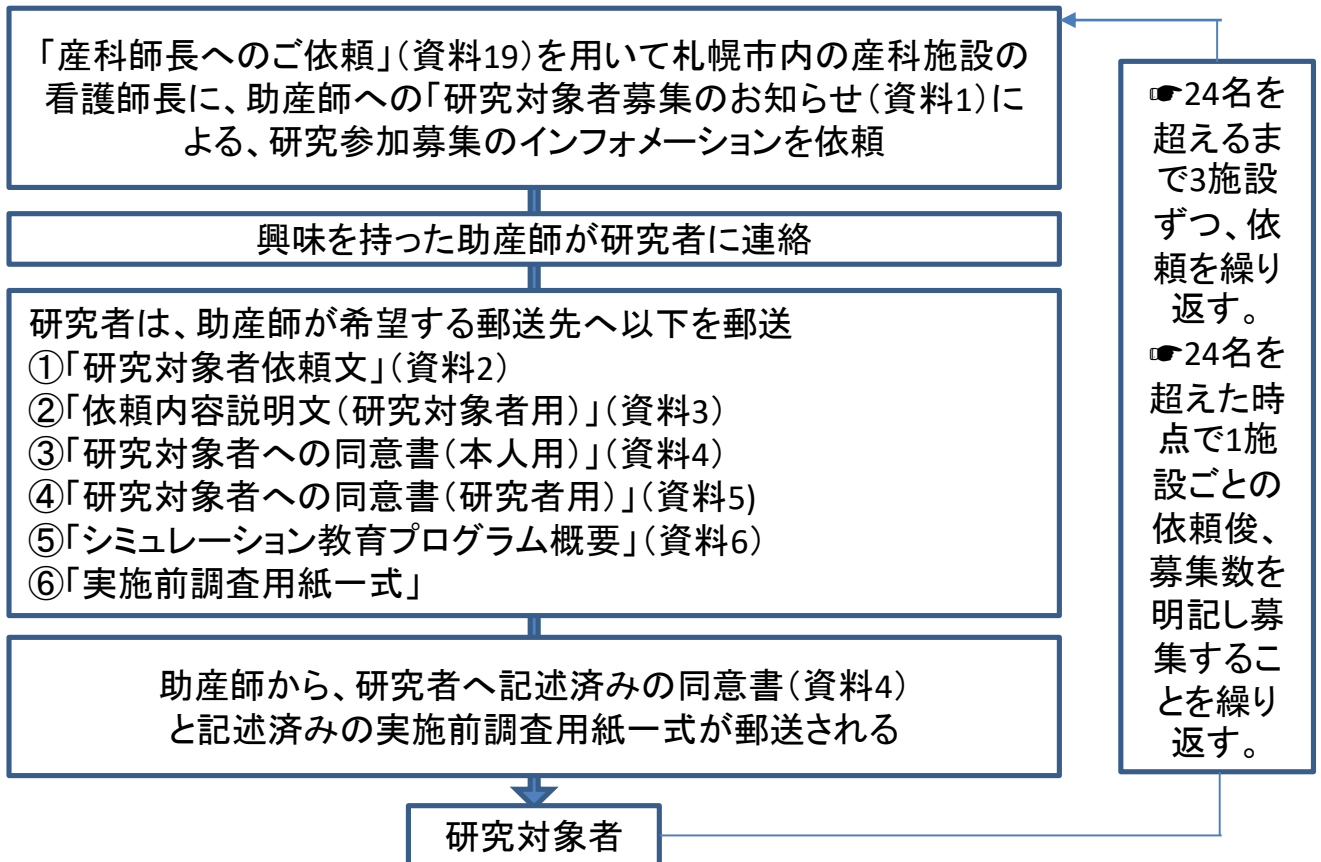 「産科師長へのご依頼」(資料19)を用いて札幌市内の産科施設の
看護師長に、助産師への「研究対象者募集のお知らせ(資料1)に
よる、研究参加募集のインフォメーションを依頼
興味を持った助産師が研究者に連絡
研究者は、助産師が希望する郵送先へ以下を郵送
①「研究対象者依頼文」(資料2)
②「依頼内容説明文(研究対象者用)」(資料3)
③「研究対象者への同意書(本人用)」(資料4)
④「研究対象者への同意書(研究者用)」(資料5)
⑤「シミュレーション教育プログラム概要」(資料6)
⑥「実施前調査用紙一式」
助産師から、研究者へ記述済みの同意書(資料4)
と記述済みの実施前調査用紙一式が郵送される
研究対象者
☛24名を
超えるま
で3施設
ずつ、依
頼を繰り
返す。
☛24名を
超えた時
点で1施
設ごとの
依頼俊、
募集数を
明記し募
集するこ
とを繰り
返す。